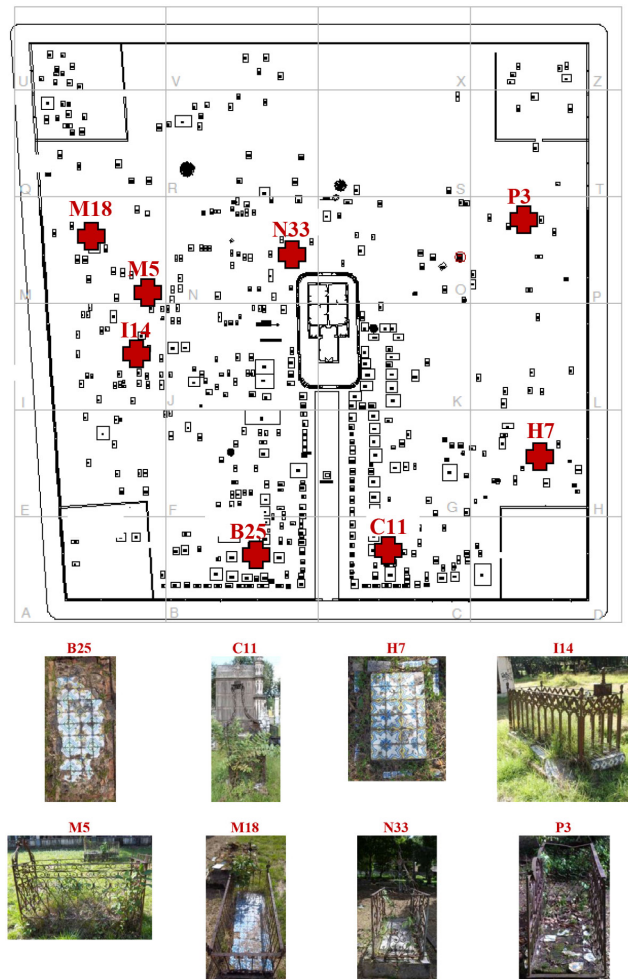 U V X Z
Q R S T
P3
M18
N33
M5
M N O P
I14
I J K L
H7
E F G H
B25 C11
A B C D
B25 C11 H7 I14
M5 M18 N33 P3